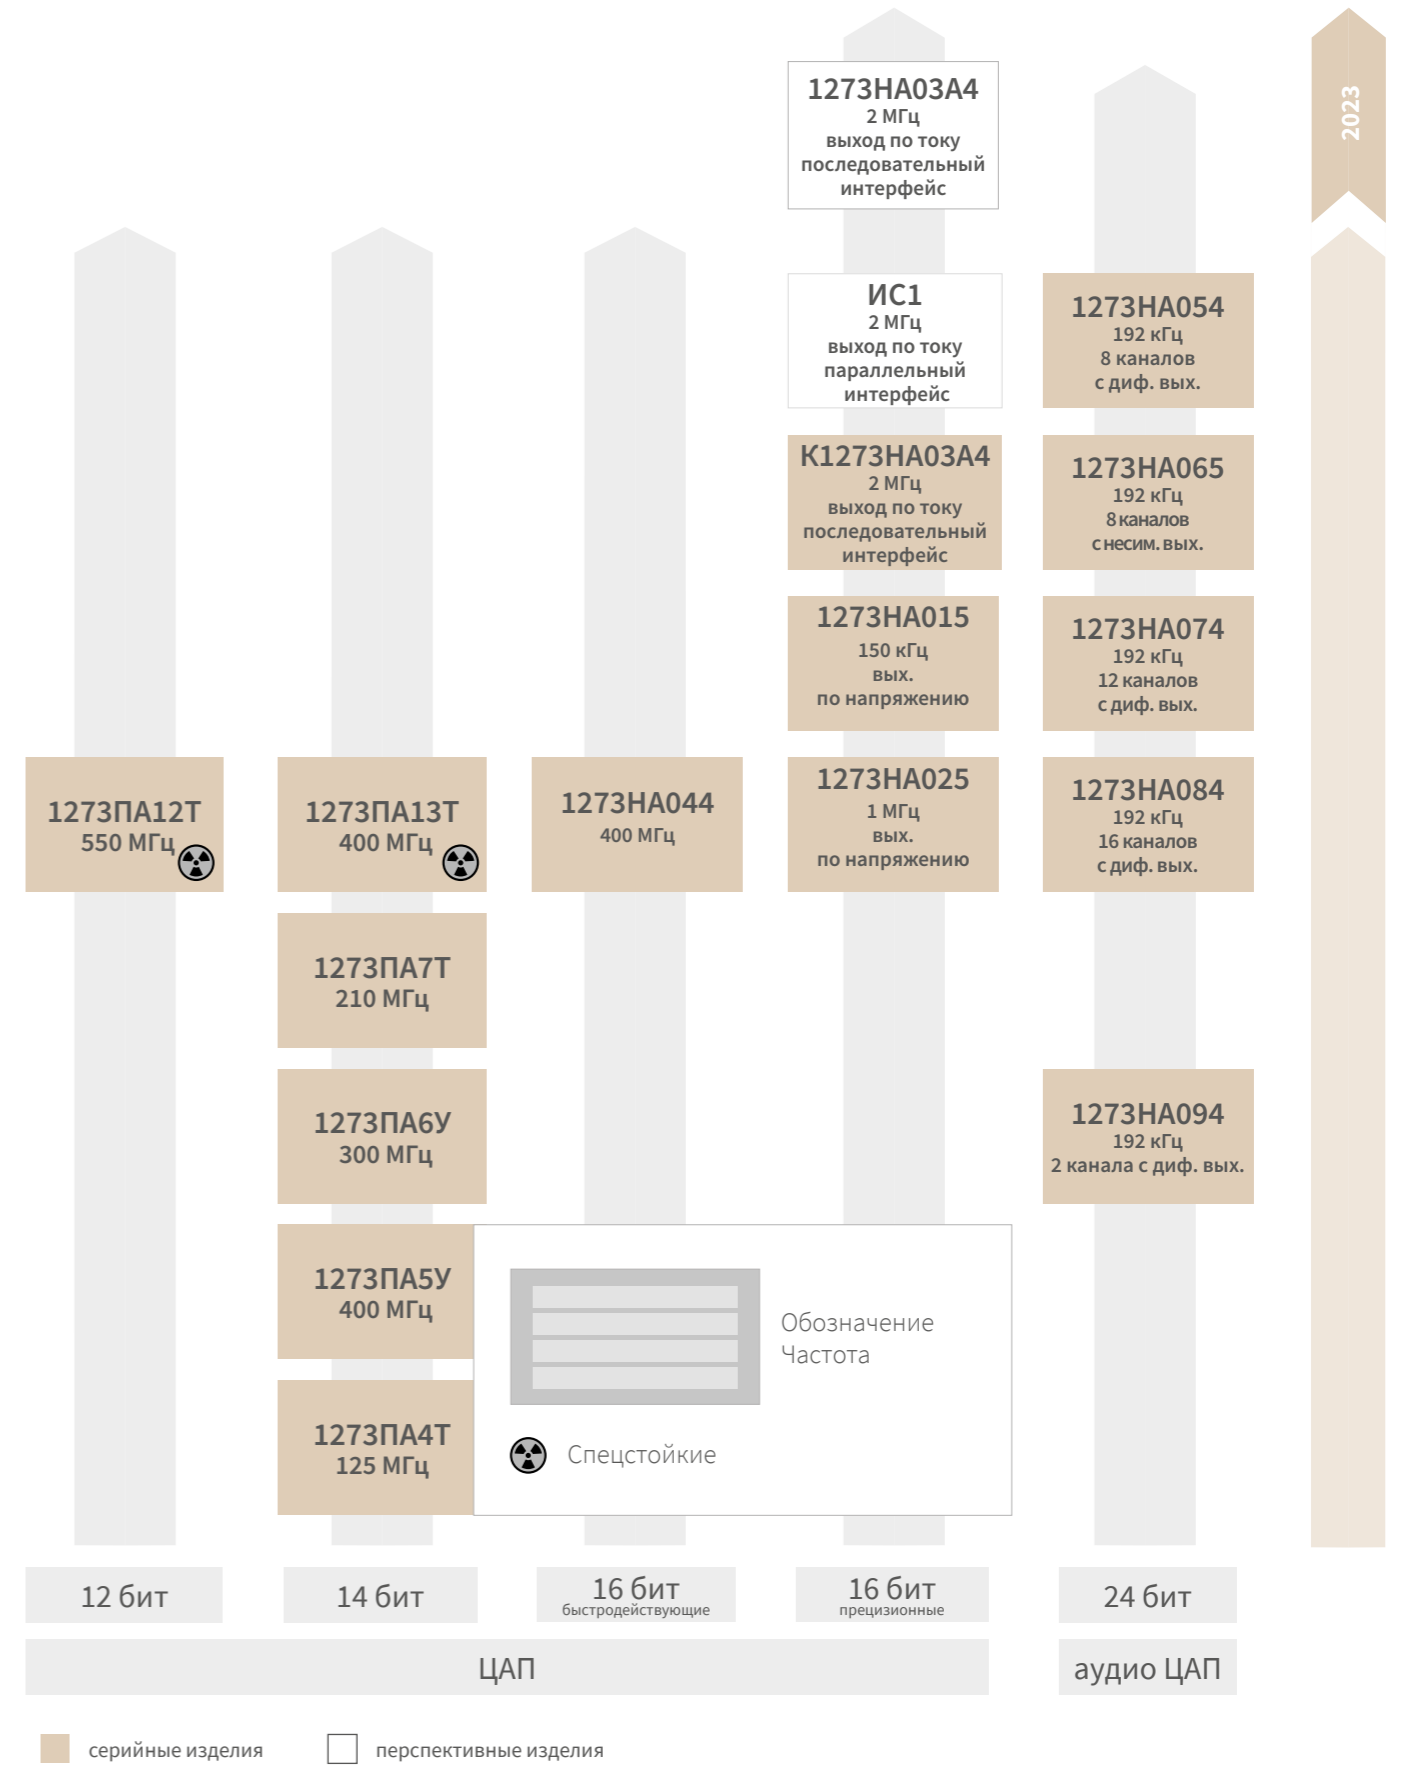 1273НА03А4
2 МГц
выход по току
последовательный
интерфейс
2023
ИС1
2 МГц
выход по току
параллельный
интерфейс
1273НА054
192 кГц
8 каналов
с диф. вых.
К1273НА03А4
2 МГц
выход по току
последовательный
интерфейс
1273НА065
192 кГц
8 каналов
с несим. вых.
1273НА015
150 кГц
вых.
по напряжению
1273НА074
192 кГц
12 каналов
с диф. вых.
1273ПА12Т
550 МГц
1273ПА13Т
400 МГц
1273НА044
400 МГц
1273НА025
1 МГц
вых.
по напряжению
1273НА084
192 кГц
16 каналов
с диф. вых.
1273ПА7Т
210 МГц
1273ПА6У
300 МГц
1273НА094
192 кГц
2 канала с диф. вых.
1273ПА5У
400 МГц
Обозначение
Частота
1273ПА4Т
125 МГц
Спецстойкие
12 бит
14 бит
16 бит
быстродействующие
16 бит
прецизионные
24 бит
ЦАП
аудио ЦАП
серийные изделия
перспективные изделия